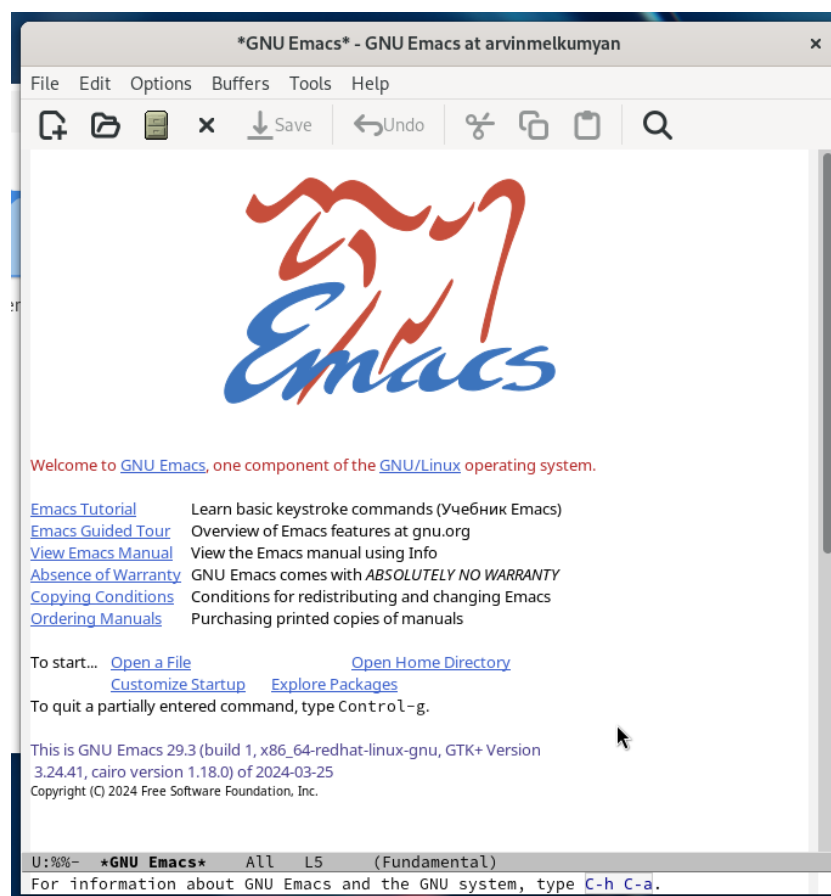 *GNU Emacs* - GNU Emacs at arvinmelkumyan
File Edit Options Buffers Tools Help
Save Undo
Emacs
Welcome to GNU Emacs, one component of the GNU/Linux operating system.
Emacs Tutorial Learn basic keystroke commands (Учебник Emacs)
Emacs Guided Tour Overview of Emacs features at gnu.org
View Emacs Manual View the Emacs manual using Info
Absence of Warranty GNU Emacs comes with ABSOLUTELY NO WARRANTY
Copying Conditions Conditions for redistributing and changing Emacs
Ordering Manuals Purchasing printed copies of manuals
To start... Open a File Open Home Directory
Customize Startup Explore Packages
To quit a partially entered command, type Control-g.
This is GNU Emacs 29.3 (build 1, x86_64-redhat-linux-gnu, GTK+ Version
3.24.41, cairo version 1.18.0) of 2024-03-25
Copyright (C) 2024 Free Software Foundation, Inc.
U:%%- *GNU Emacs* All L5 (Fundamental)
For information about GNU Emacs and the GNU system, type C-h C-a.